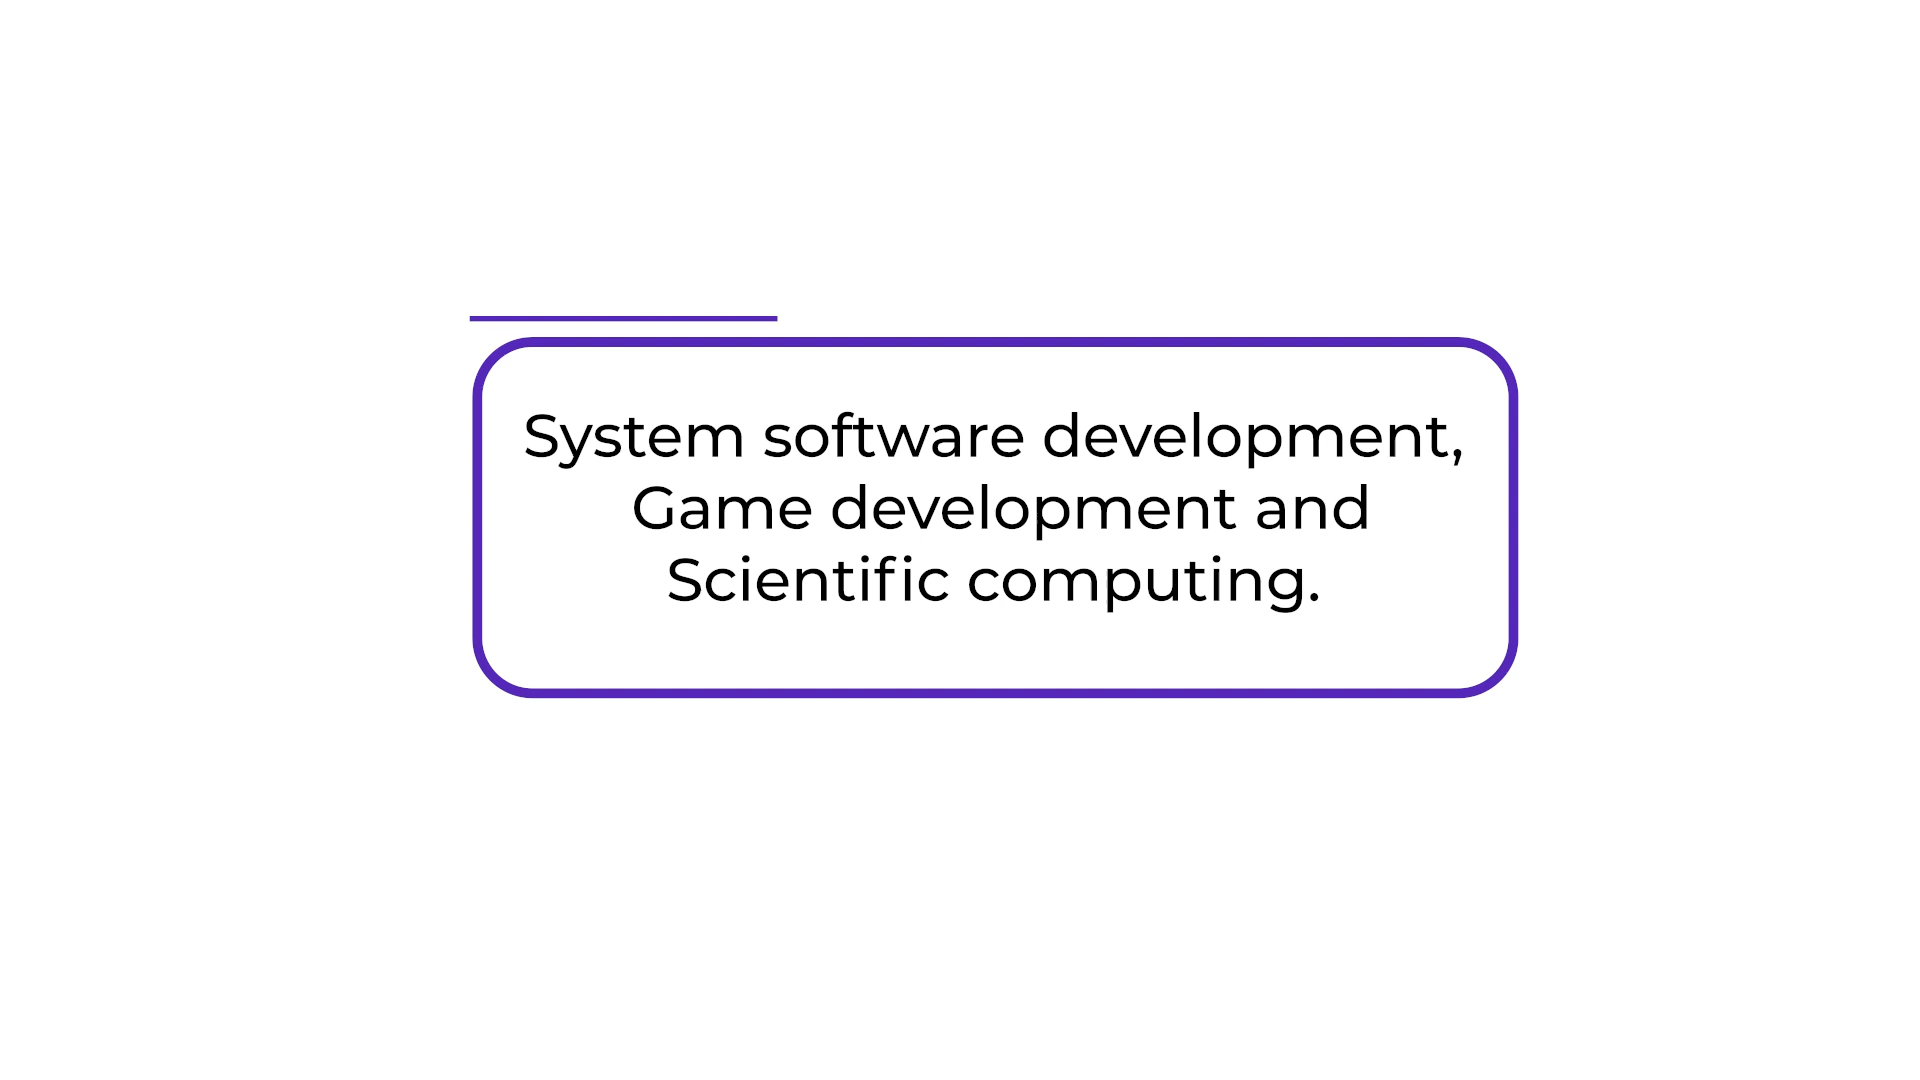 System software development,
Game development and
Scientific computing.